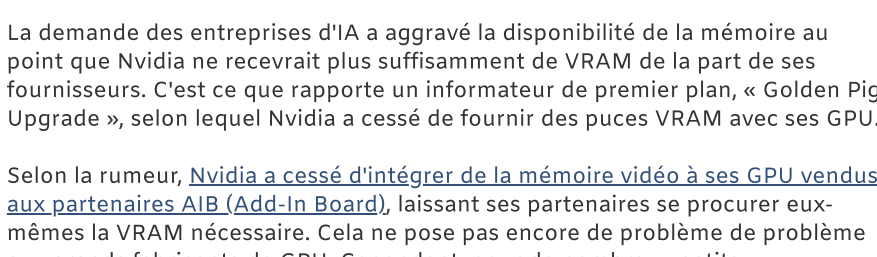 La demande des entreprises d'IA a aggravé la disponibilité de la mémoire au
point que Nvidia ne recevrait plus suffisamment de VRAM de la part de ses
fournisseurs. C'est ce que rapporte un informateur de premier plan, « Golden Pig
Upgrade », selon lequel Nvidia a cessé de fournir des puces VRAM avec ses GPU.
Selon la rumeur, Nvidia a cessé d'intégrer de la mémoire vidéo à ses GPU vendus
aux partenaires AIB (Add-In Board), laissant ses partenaires se procurer eux-
mêmes la VRAM nécessaire. Cela ne pose pas encore de problème de problème